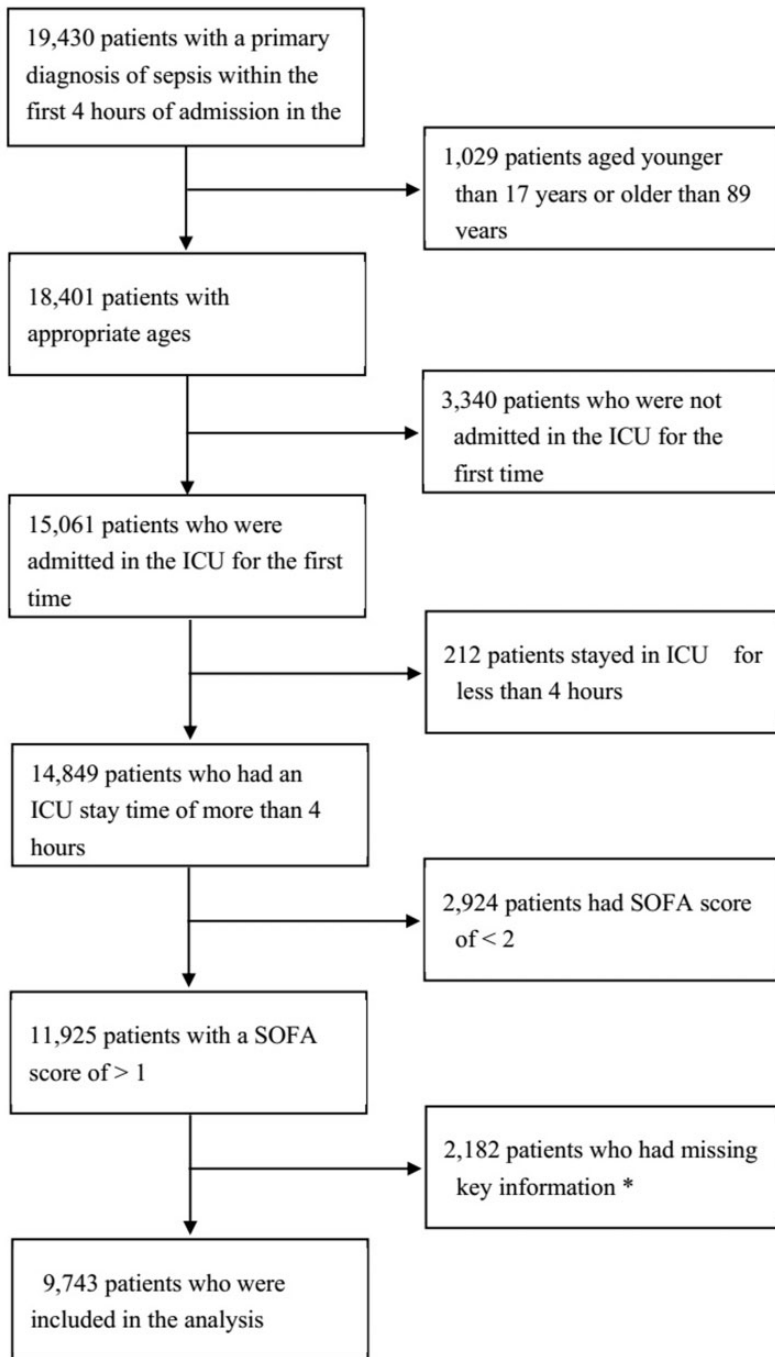 19,430 patients with a primary
diagnosis of sepsis within the
first 4 hours of admission in the
1,029 patients aged younger
than 17 years or older than 89
years
18,401 patients with
appropriate ages
3,340 patients who were not
admitted in the ICU for the
first time
15,061 patients who were
admitted in the ICU for the first
time
212 patients stayed in ICU for
less than 4 hours
14,849 patients who had an
ICU stay time of more than 4
hours
2,924 patients had SOFA score
of < 2
11,925 patients with a SOFA
score of > 1
2,182 patients who had missing
key information *
9,743 patients who were
included in the analysis